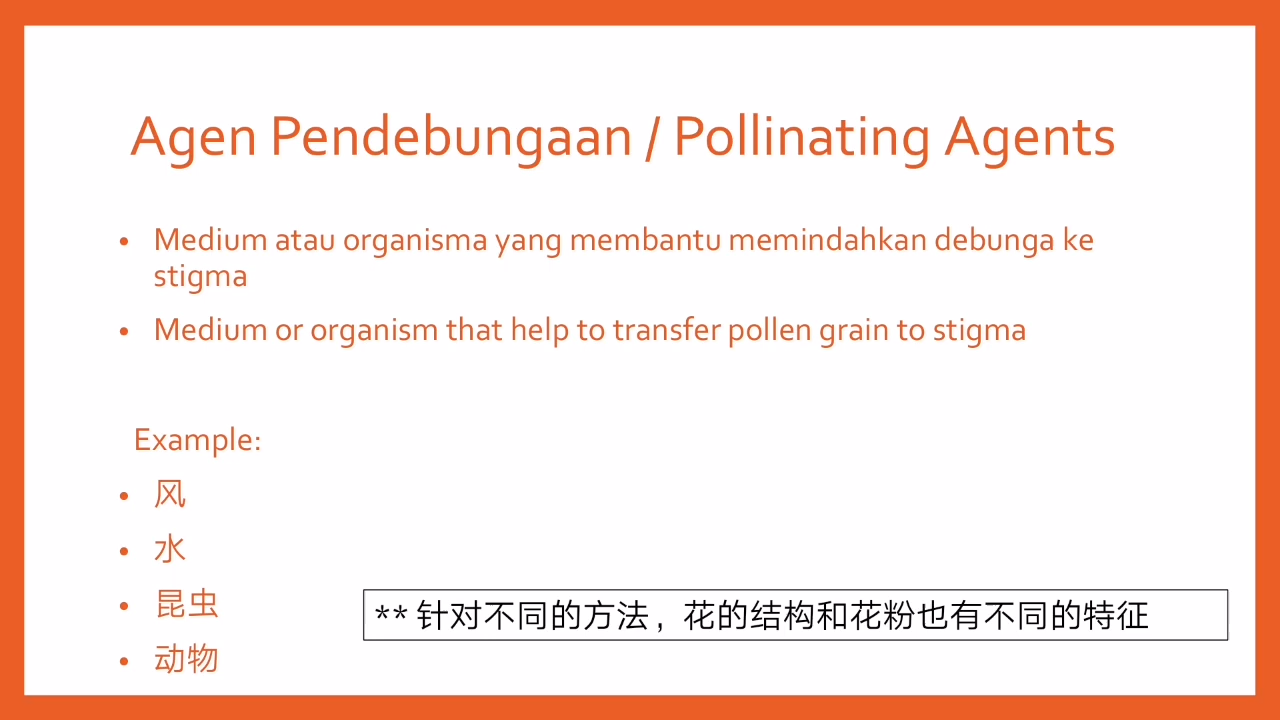 Agen Pendebungaan / Pollinating Agents
• Medium atau organisma yang membantu memindahkan debunga ke
stigma
• Medium or organism that help to transfer pollen grain to stigma
Example:
• 风
• 水
• 昆虫
• 动物
** 针对不同的方法，花的结构和花粉也有不同的特征